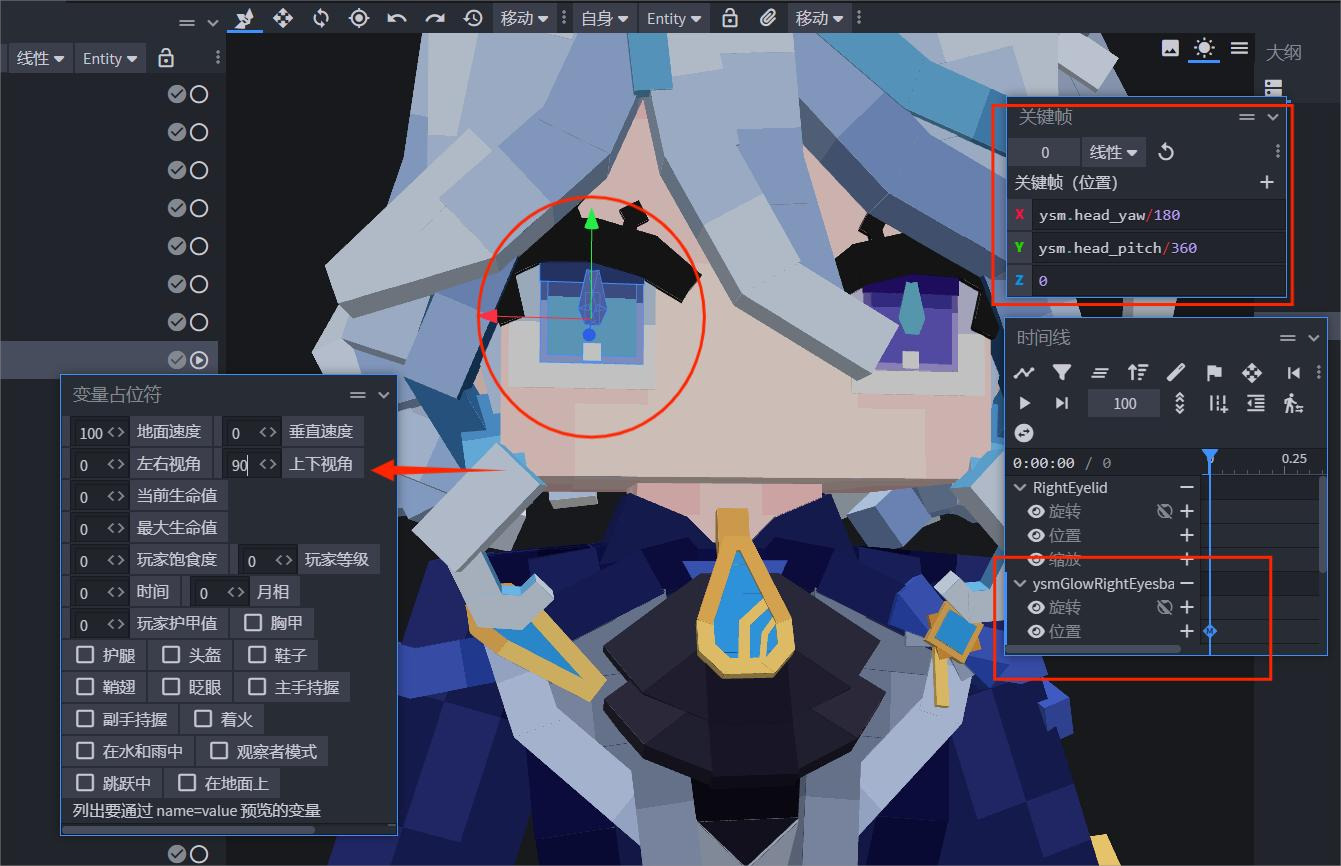 移动
自身
Entity
移动
线性
Entity
大纲
关键帧
0
线性
关键帧（位置）
X ysm.head_yaw/180
Y ysm.head_pitch/360
Z 0
时间线
100
0:00:00 / 0
0.25
RightEyelid
旋转
位置
缩放
ysmGlowRightEyesba
旋转
位置
变量占位符
100 地面速度 0 垂直速度
0 左右视角 90 上下视角
0 当前生命值
0 最大生命值
0 玩家饱食度 0 玩家等级
0 时间 0 月相
0 玩家护甲值 胸甲
护腿 头盔 鞋子
鞘翅 眨眼 主手持握
副手持握 着火
在水和雨中 观察者模式
跳跃中 在地面上
列出要通过 name=value 预览的变量